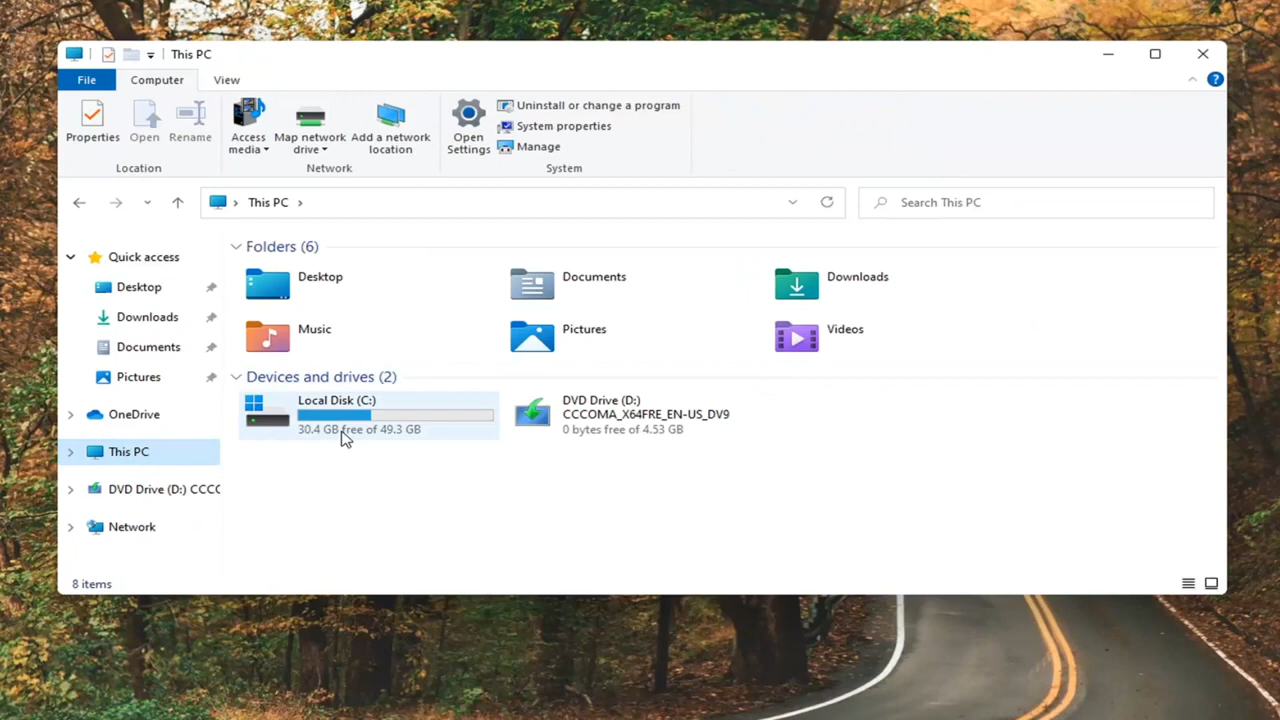 This PC
File
Computer
View
Properties
Open
Rename
Location
Access media
Map network drive
Add a network location
Network
Open Settings
Uninstall or change a program
System properties
Manage
System
This PC
Search This PC
Quick access
Desktop
Downloads
Documents
Pictures
OneDrive
This PC
DVD Drive (D:) CCC
Network
Folders (6)
Desktop
Documents
Downloads
Music
Pictures
Videos
Devices and drives (2)
Local Disk (C:)
30.4 GB free of 49.3 GB
DVD Drive (D:)
CCCOMA_X64FRE_EN-US_DV9
0 bytes free of 4.53 GB
8 items